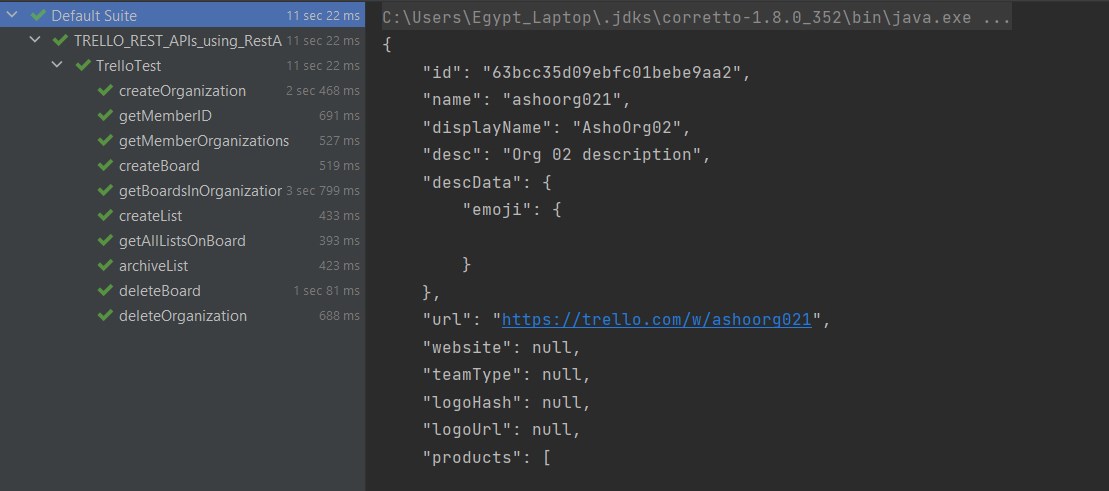 Default Suite 11 sec 22 ms
TRELLO_REST_APIs_using_RestA 11 sec 22 ms
TrelloTest 11 sec 22 ms
createOrganization 2 sec 468 ms
getMemberID 691 ms
getMemberOrganizations 527 ms
createBoard 519 ms
getBoardsInOrganization 3 sec 799 ms
createList 433 ms
getAllListsOnBoard 393 ms
archiveList 423 ms
deleteBoard 1 sec 81 ms
deleteOrganization 688 ms
C:\Users\Egypt_Laptop\.jdks\corretto-1.8.0_352\bin\java.exe ...
{
"id": "63bcc35d09ebfc01bebe9aa2",
"name": "ashoorg021",
"displayName": "AshoOrg02",
"desc": "Org 02 description",
"descData": {
"emoji": {
}
},
"url": "https://trello.com/w/ashoorg021",
"website": null,
"teamType": null,
"logoHash": null,
"logoUrl": null,
"products": [